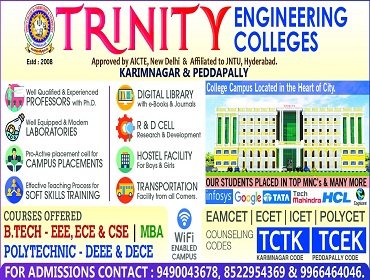 Estd : 2008
TRINITY ENGINEERING COLLEGES
Approved by AICTE, New Delhi & Affiliated to JNTU, Hyderabad.
KARIMNAGAR & PEDDAPALLY
Well Qualified & Experienced
PROFESSORS with Ph.D.
Well Equipped & Modern
LABORATORIES
Pro-Active placement cell for
CAMPUS PLACEMENTS
Effective Teaching Process for
SOFT SKILLS TRAINING
DIGITAL LIBRARY
with e-Books & Journals
R & D CELL
Research & Development
HOSTEL FACILITY
For Boys & Girls
TRANSPORTATION
Facility from all Corners.
College Campus Located in the Heart of City.
OUR STUDENTS PLACED IN TOP MNC's & MANY MORE
Infosys Google TATA Tech Mahindra HCL
COURSES OFFERED
B.TECH - EEE, ECE & CSE | MBA
POLYTECHNIC - DEEE & DECE
WiFi
ENABLED
CAMPUS
EAMCET ECET ICET POLYCET
COUNSELING
CODES
TCTK
KARIMNAGAR CODE
TCEK
PEDDAPALLY CODE
FOR ADMISSIONS CONTACT : 9490043678, 8522954369 & 9966464046.